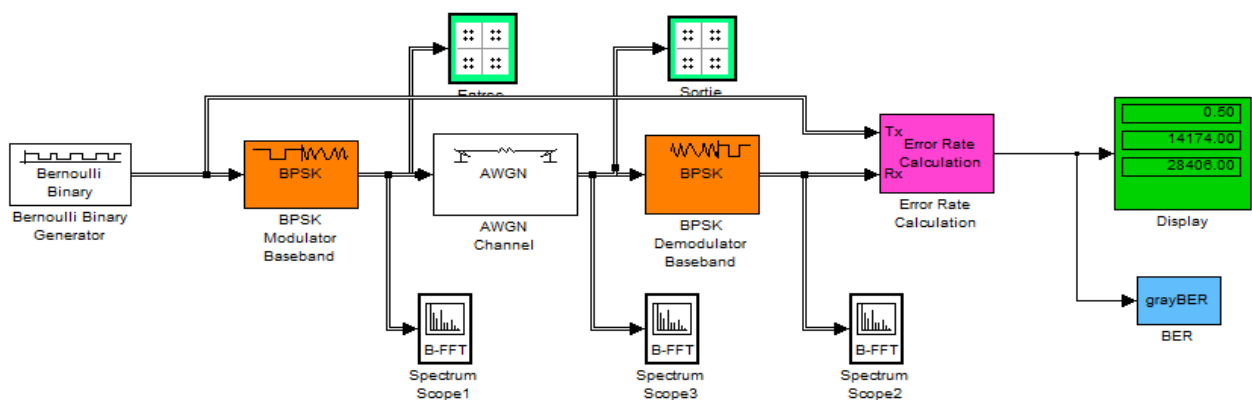 Entree
Sortie
Bernoulli
Binary
Bernoulli Binary
Generator
BPSK
BPSK
Modulator
Baseband
AWGN
AWGN
Channel
BPSK
BPSK
Demodulator
Baseband
Tx
Error Rate
Calculation
Rx
Error Rate
Calculation
0.50
14174.00
28406.00
Display
grayBER
BER
B-FFT
Spectrum
Scope1
B-FFT
Spectrum
Scope3
B-FFT
Spectrum
Scope2